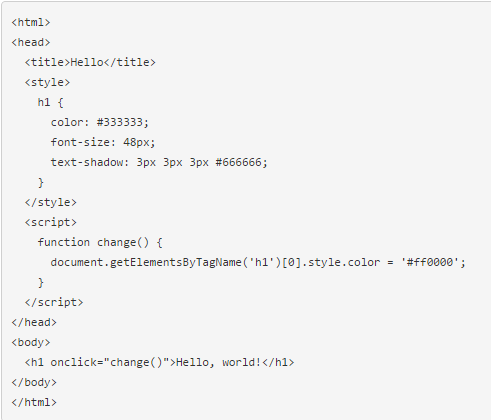 <html>
<head>
  <title>Hello</title>
  <style>
    h1 {
      color: #333333;
      font-size: 48px;
      text-shadow: 3px 3px 3px #666666;
    }
  </style>
  <script>
    function change() {
      document.getElementsByTagName('h1')[0].style.color = '#ff0000';
    }
  </script>
</head>
<body>
  <h1 onclick="change()">Hello, world!</h1>
</body>
</html>